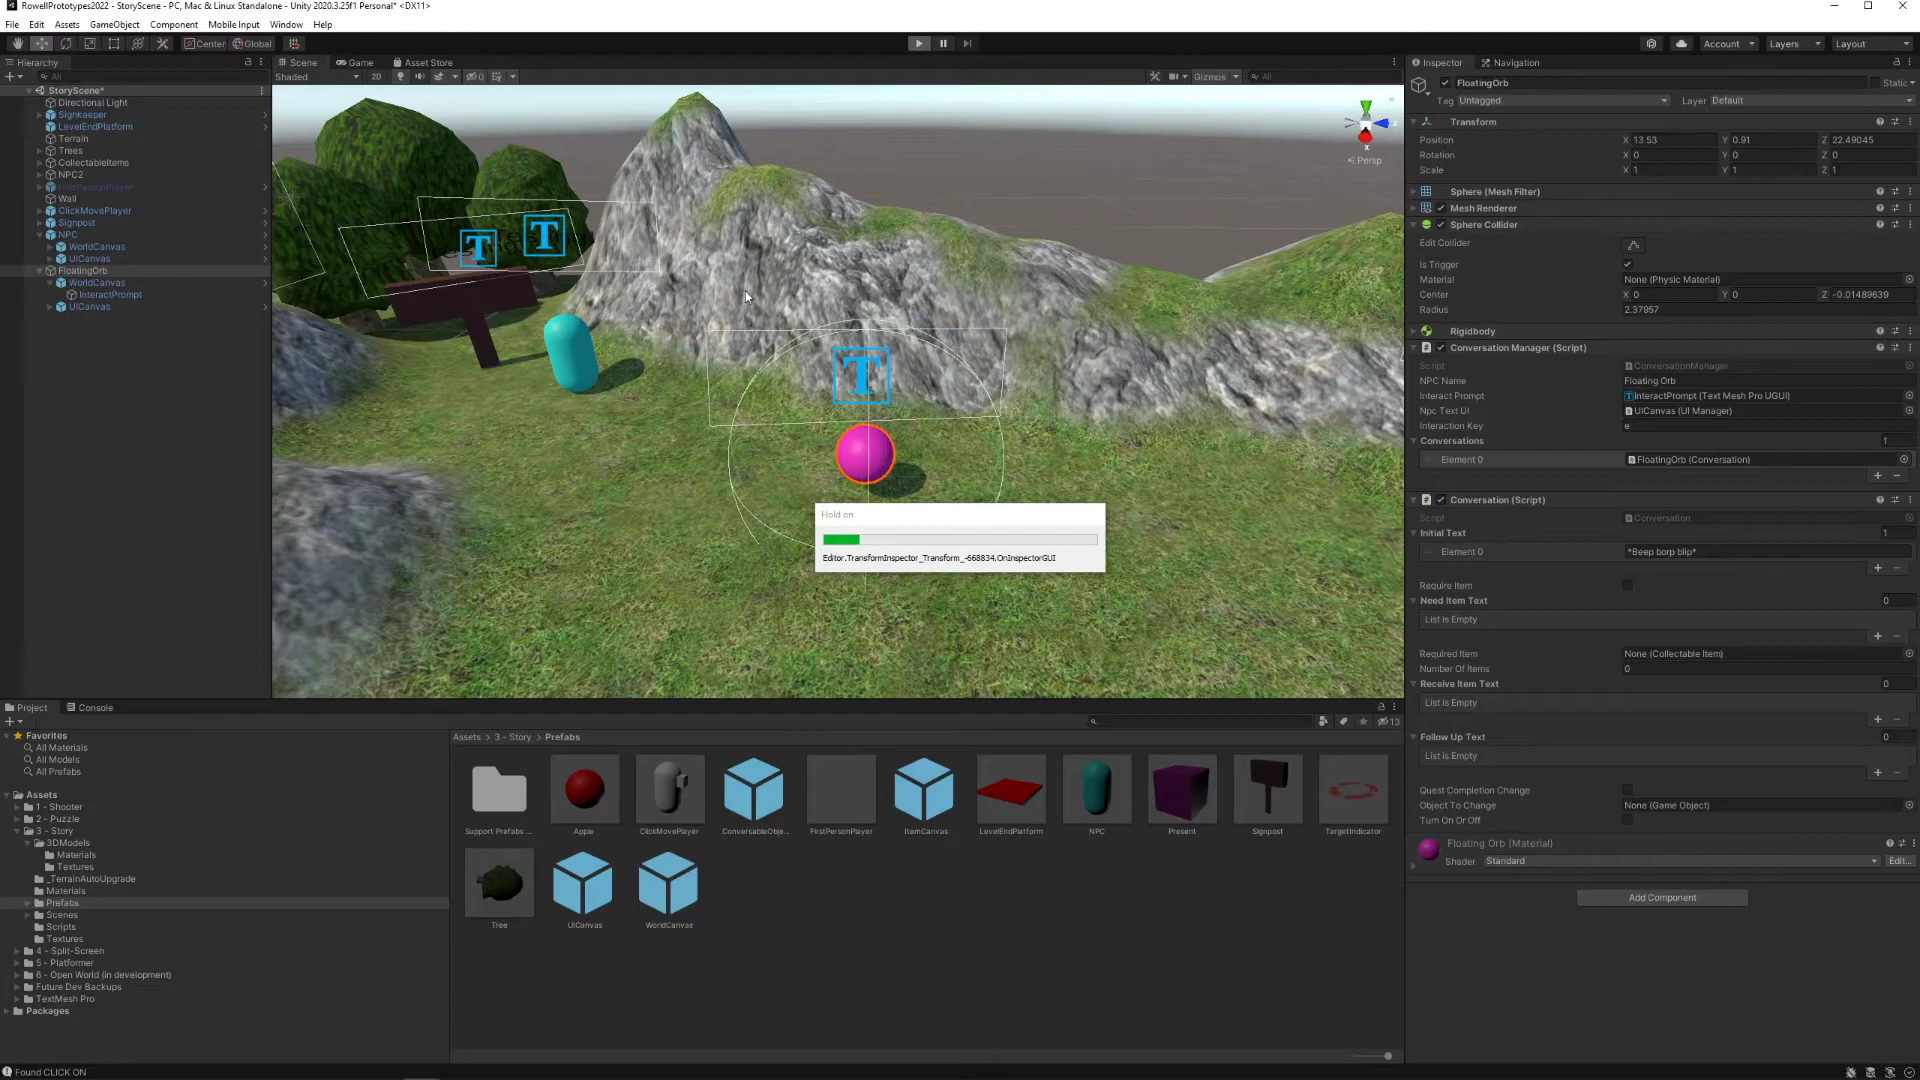 RowellPrototypes2022 - StoryScene - PC, Mac & Linux Standalone - Unity 2020.3.25f1 Personal* <DX11>
File Edit Assets GameObject Component Mobile Input Window Help
Center Global
Account Layers Layout
Hierarchy
All
StoryScene*
Directional Light
Signkeeper
LevelEndPlatform
Terrain
Trees
CollectableItems
NPC2
FirstPersonPlayer
Wall
ClickMovePlayer
Signpost
NPC
WorldCanvas
UICanvas
FloatingOrb
WorldCanvas
InteractPrompt
UICanvas
Scene Game Asset Store
Shaded 2D 0 Gizmos All
T
T
T
z
x
< Persp
Hold on
Editor.TransformInspector_Transform_-668834.OnInspectorGUI
Inspector Navigation
FloatingOrb Static
Tag Untagged Layer Default
Transform
Position X 13.53 Y 0.91 Z 22.49045
Rotation X 0 Y 0 Z 0
Scale X 1 Y 1 Z 1
Sphere (Mesh Filter)
Mesh Renderer
Sphere Collider
Edit Collider
Is Trigger
Material None (Physic Material)
Center X 0 Y 0 Z -0.01489639
Radius 2.37957
Rigidbody
Conversation Manager (Script)
Script ConversationManager
NPC Name Floating Orb
Interact Prompt InteractPrompt (Text Mesh Pro UGUI)
Npc Text UI UICanvas (UI Manager)
Interaction Key e
Conversations 1
Element 0 FloatingOrb (Conversation)
Conversation (Script)
Script Conversation
Initial Text 1
Element 0 *Beep borp blip*
Require Item
Need Item Text 0
List is Empty
Required Item None (Collectable Item)
Number Of Items 0
Receive Item Text 0
List is Empty
Follow Up Text 0
List is Empty
Quest Completion Change
Object To Change None (Game Object)
Turn On Or Off
Floating Orb (Material)
Shader Standard Edit...
Add Component
Project Console
13
Favorites
All Materials
All Models
All Prefabs
Assets
1 - Shooter
2 - Puzzle
3 - Story
3DModels
Materials
Textures
_TerrainAutoUpgrade
Materials
Prefabs
Scenes
Scripts
Textures
4 - Split-Screen
5 - Platformer
6 - Open World (in development)
Future Dev Backups
TextMesh Pro
Packages
Assets > 3 - Story > Prefabs
Support Prefabs ... Apple ClickMovePlayer ConversableObje... FirstPersonPlayer ItemCanvas LevelEndPlatform NPC Present Signpost TargetIndicator
Tree UICanvas WorldCanvas
Found CLICK ON